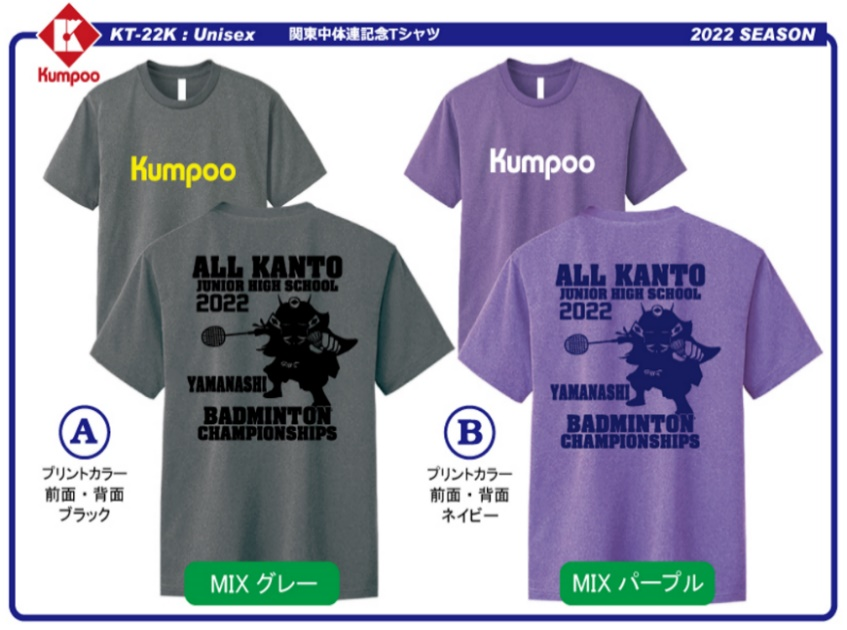 KT-22K : Unisex 関東中体連記念Tシャツ 2022 SEASON
Kumpoo
Kumpoo
Kumpoo
ALL KANTO
JUNIOR HIGH SCHOOL
2022
YAMANASHI
BADMINTON
CHAMPIONSHIPS
ALL KANTO
JUNIOR HIGH SCHOOL
2022
YAMANASHI
BADMINTON
CHAMPIONSHIPS
A
プリントカラー
前面・背面
ブラック
B
プリントカラー
前面・背面
ネイビー
MIX グレー
MIX パープル